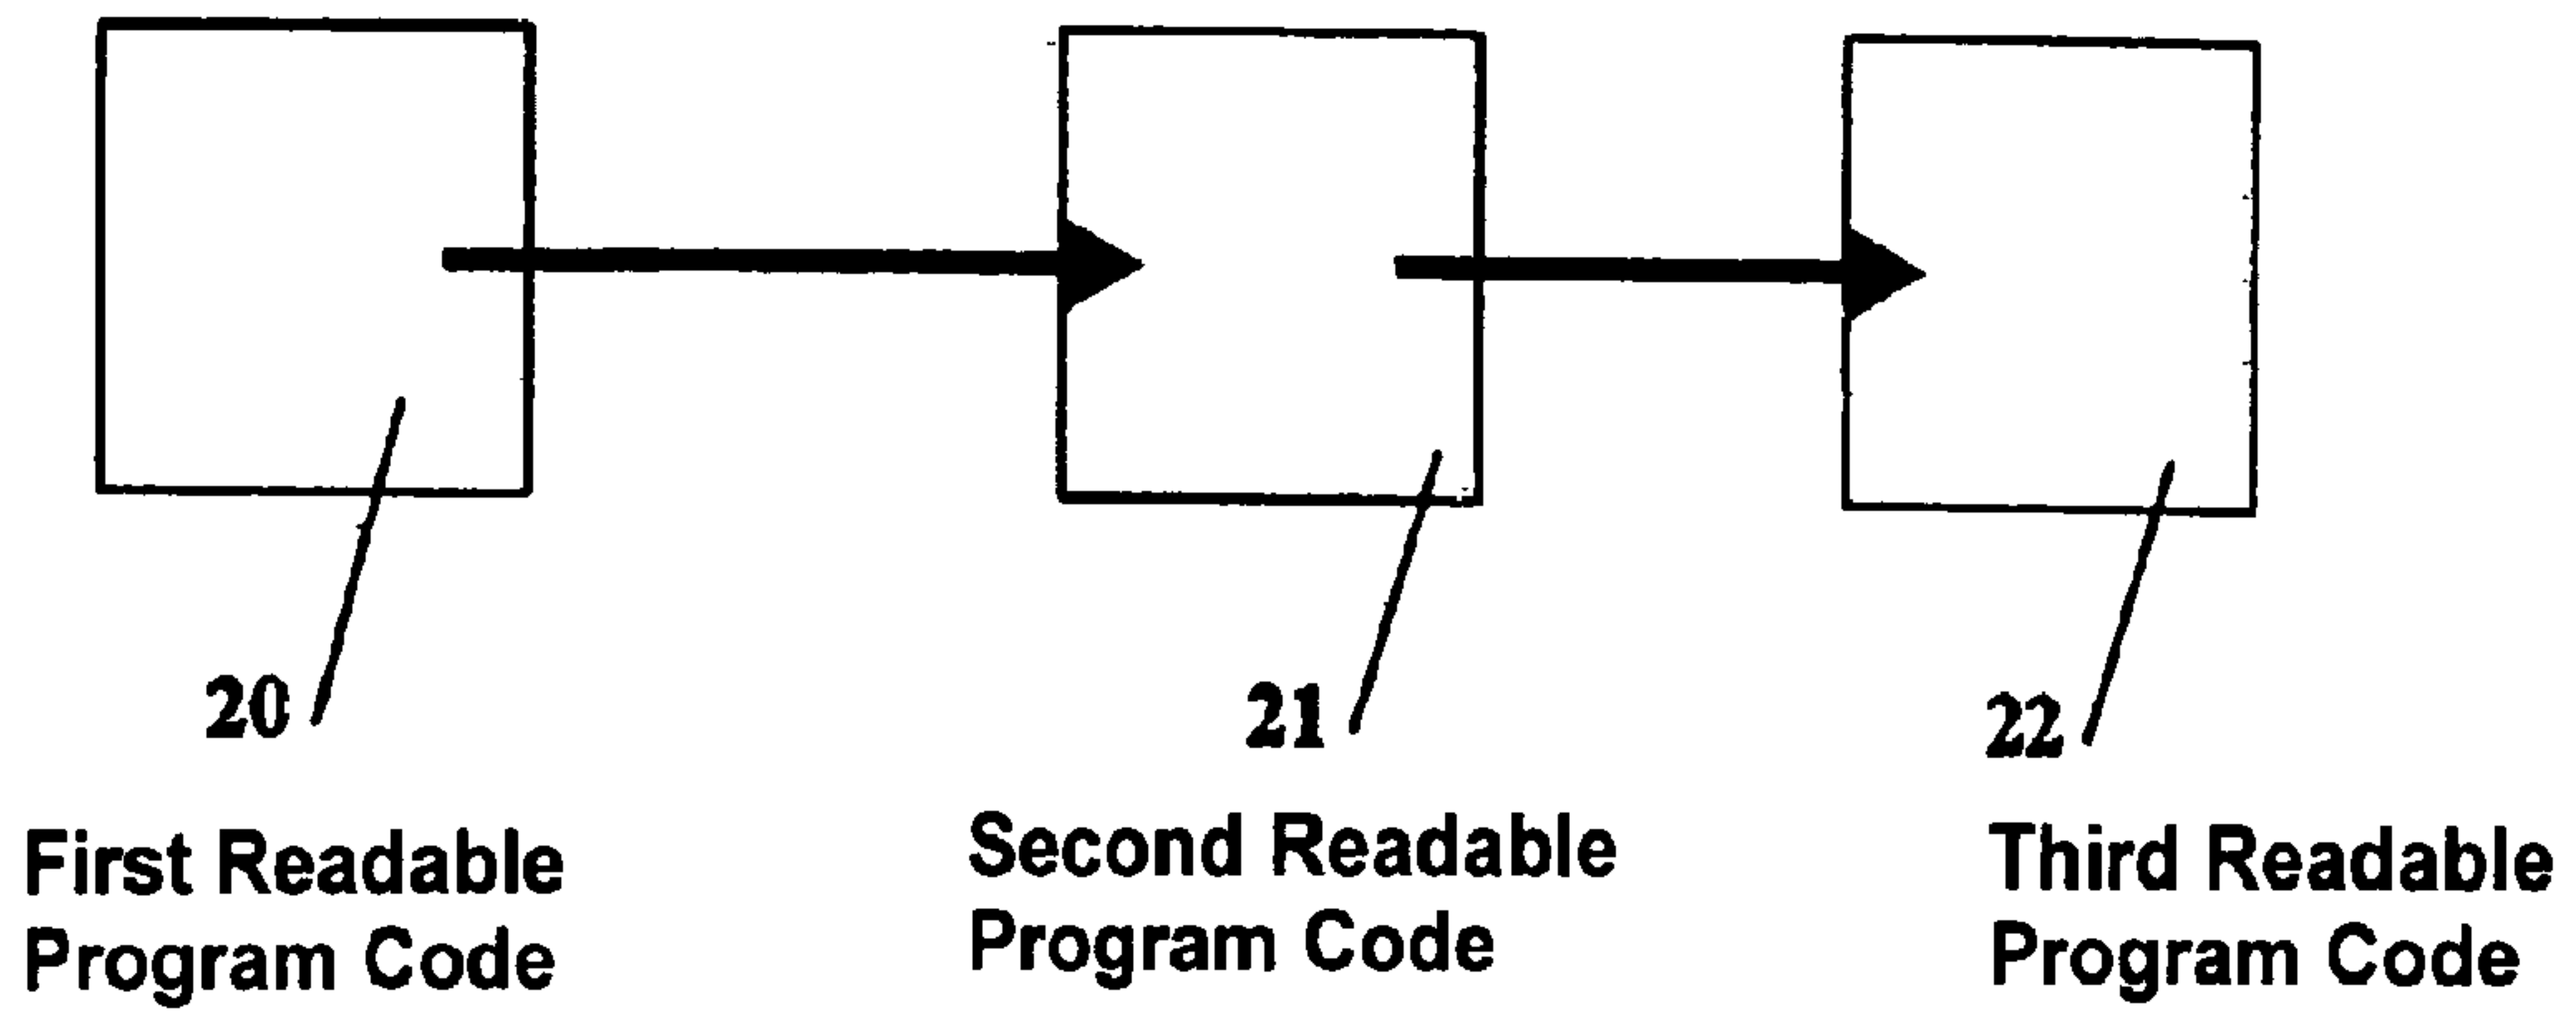 20
21
22
First Readable
Program Code
Second Readable
Program Code
Third Readable
Program Code